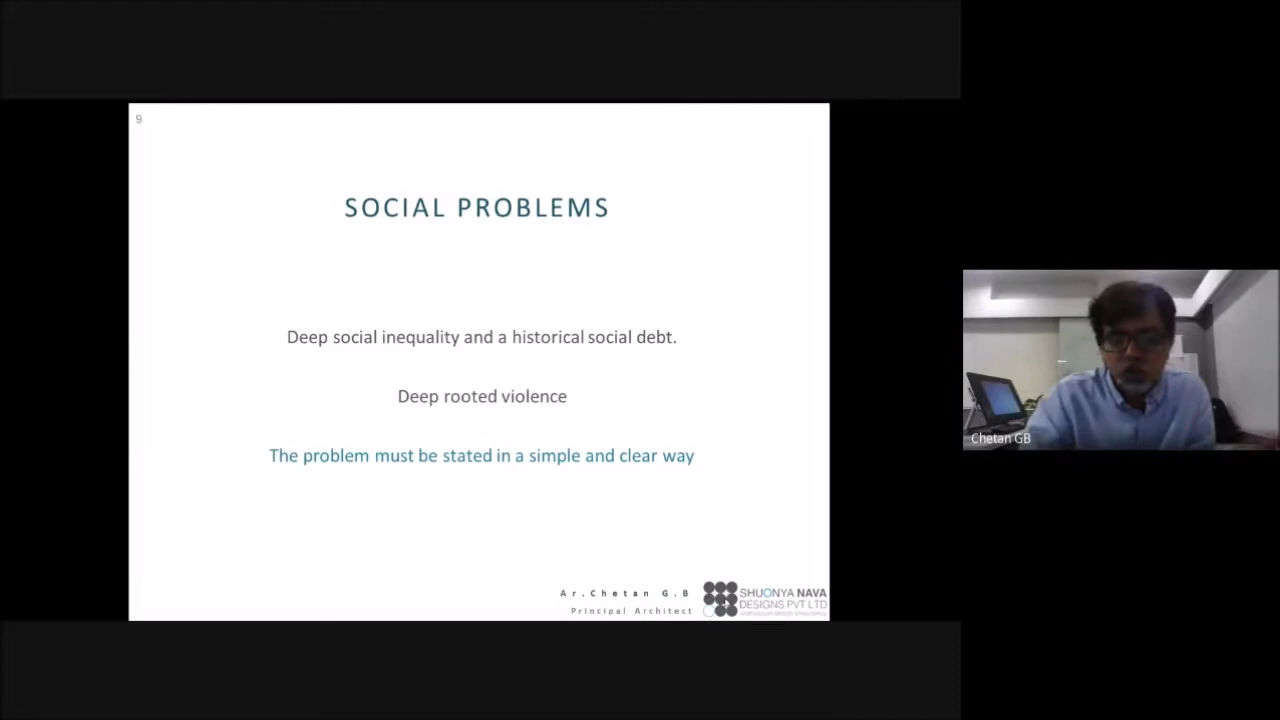 9
SOCIAL PROBLEMS
Deep social inequality and a historical social debt.
Deep rooted violence
The problem must be stated in a simple and clear way
Ar.Chetan G.B
Principal Architect
SHUONYA NAVA
DESIGNS PVT LTD
Chetan GB